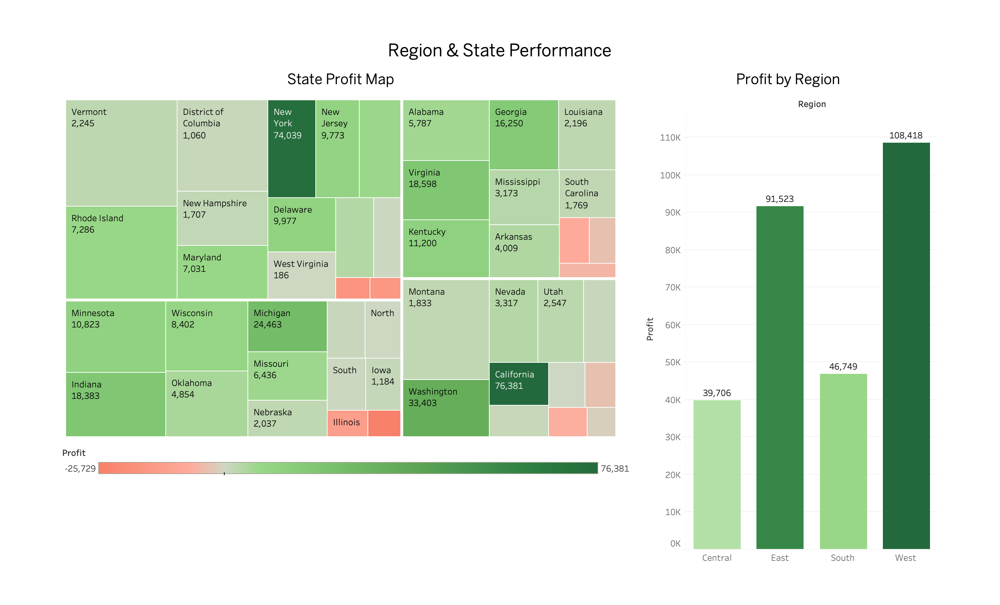 Region & State Performance
State Profit Map
Vermont
2,245
District of
Columbia
1,060
New
York
74,039
New
Jersey
9,773
Rhode Island
7,286
New Hampshire
1,707
Maryland
7,031
Delaware
9,977
West Virginia
186
Alabama
5,787
Georgia
16,250
Louisiana
2,196
Virginia
18,598
Mississippi
3,173
South
Carolina
1,769
Kentucky
11,200
Arkansas
4,009
Minnesota
10,823
Wisconsin
8,402
Michigan
24,463
North
Indiana
18,383
Oklahoma
4,854
Missouri
6,436
South
Iowa
1,184
Nebraska
2,037
Illinois
Montana
1,833
Nevada
3,317
Utah
2,547
Washington
33,403
California
76,381
Profit
-25,729
76,381
Profit by Region
Region
Profit
110K
100K
90K
80K
70K
60K
50K
40K
30K
20K
10K
0K
39,706
91,523
46,749
108,418
Central
East
South
West